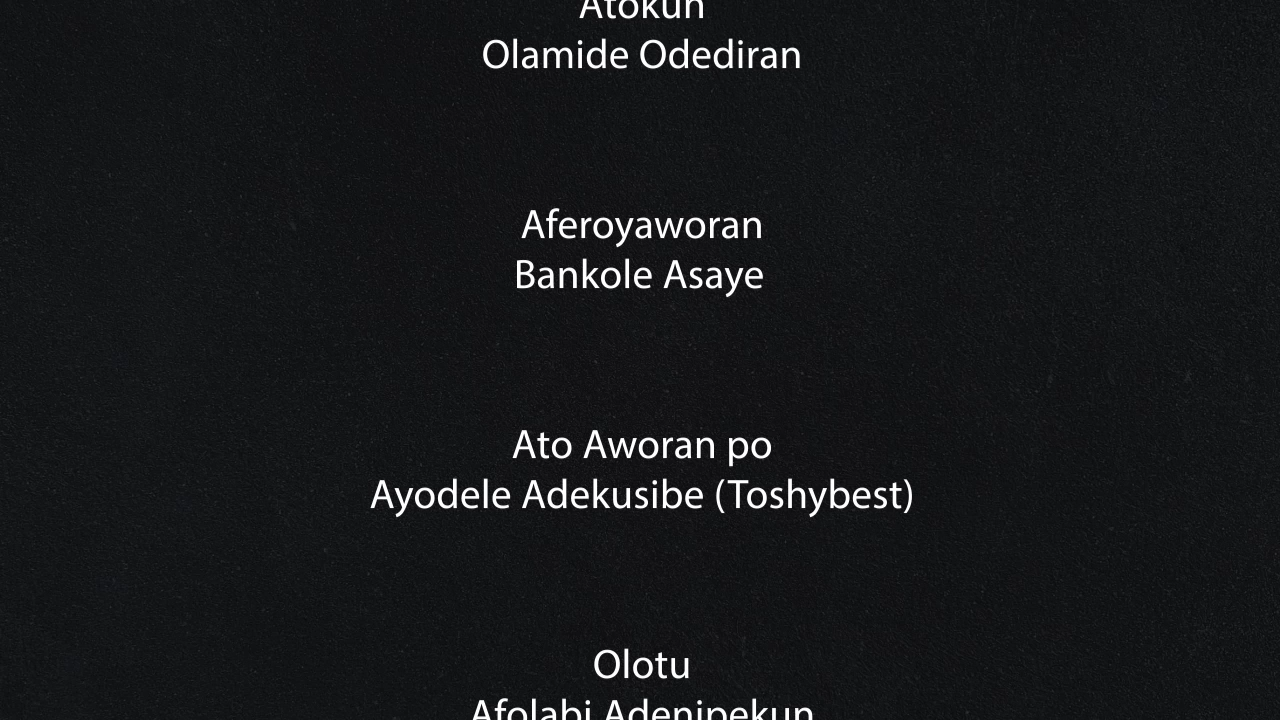 Atokun
Olamide Odediran
Aferoyaworan
Bankole Asaye
Ato Aworan po
Ayodele Adekusibe (Toshybest)
Olotu
Afolabi Adenipekun